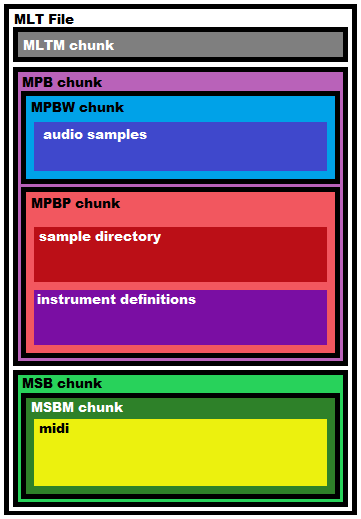 MLT File
MLTM chunk
MPB chunk
MPBW chunk
audio samples
MPBP chunk
sample directory
instrument definitions
MSB chunk
MSBM chunk
midi